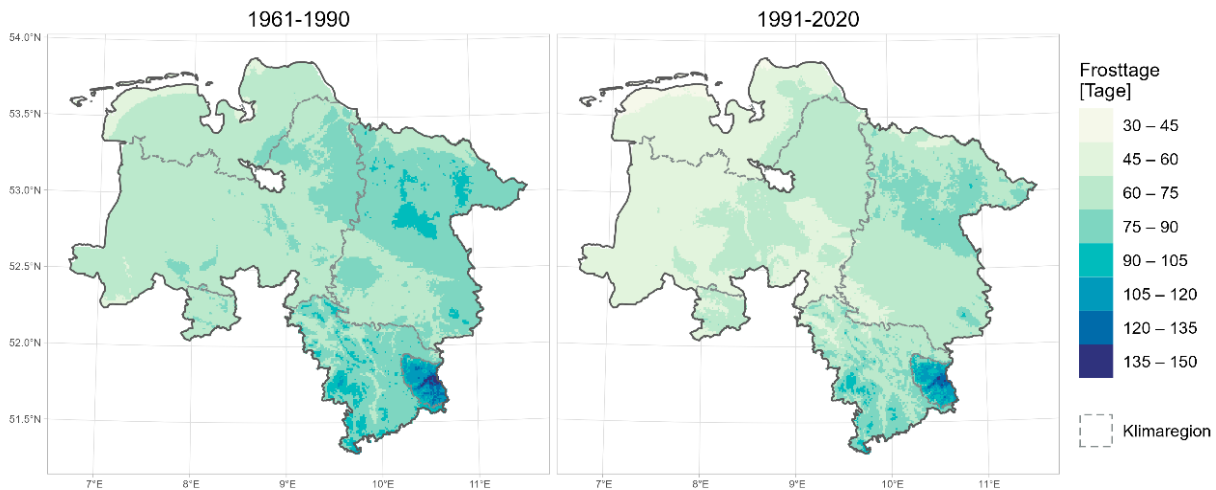 1961-1990
1991-2020
54.0°N
53.5°N
53.0°N
52.5°N
52.0°N
51.5°N
7°E
8°E
9°E
10°E
11°E
7°E
8°E
9°E
10°E
11°E
Frosttage
[Tage]
30 – 45
45 – 60
60 – 75
75 – 90
90 – 105
105 – 120
120 – 135
135 – 150
Klimaregion